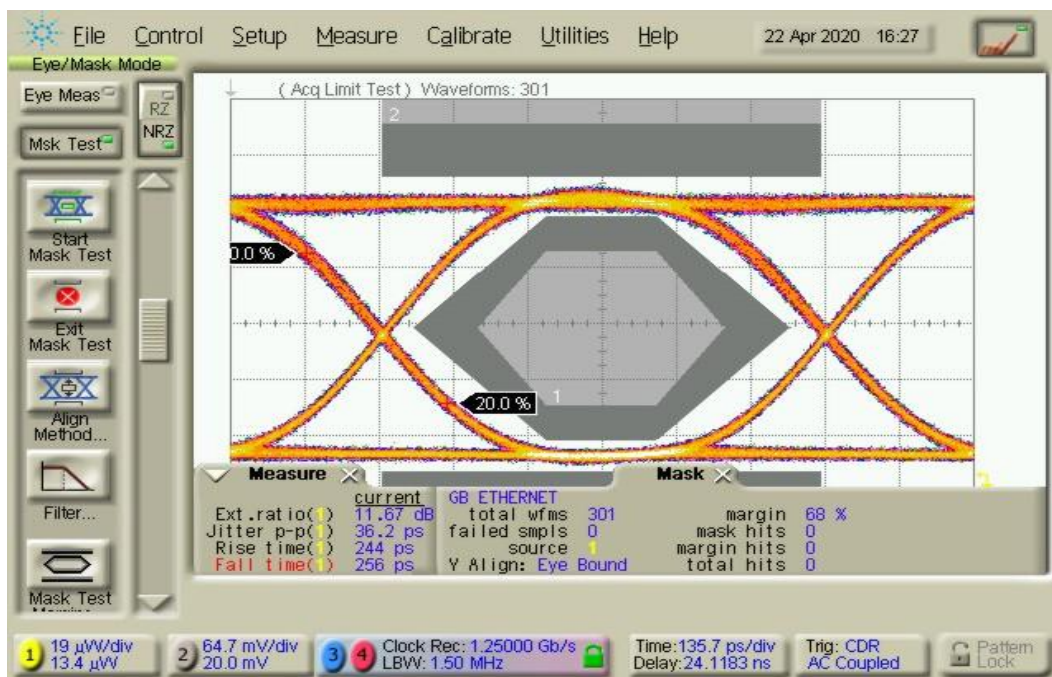 File Control Setup Measure Calibrate Utilities Help 22 Apr 2020 16:27
Eye/Mask Mode
Eye Meas
RZ
NRZ
Msk Test
(Acq Limit Test) Waveforms: 301
2
Start
Mask Test
0.0 %
Exit
Mask Test
20.0 %
1
Align
Method...
Filter...
Mask Test
Measure
current
Ext.ratio(1) 11.67 dB
Jitter p-p(1) 36.2 ps
Rise time(1) 244 ps
Fall time(1) 256 ps
Mask
GB ETHERNET
total wfms 301 margin 68 %
failed smpls 0 mask hits 0
source 1 margin hits 0
Y Align: Eye Bound total hits 0
1 19 µW/div
13.4 µW
2 64.7 mV/div
20.0 mV
3 4 Clock Rec: 1.25000 Gb/s
LBW: 1.50 MHz
Time:135.7 ps/div
Delay:24.1183 ns
Trig: CDR
AC Coupled
Pattern
Lock